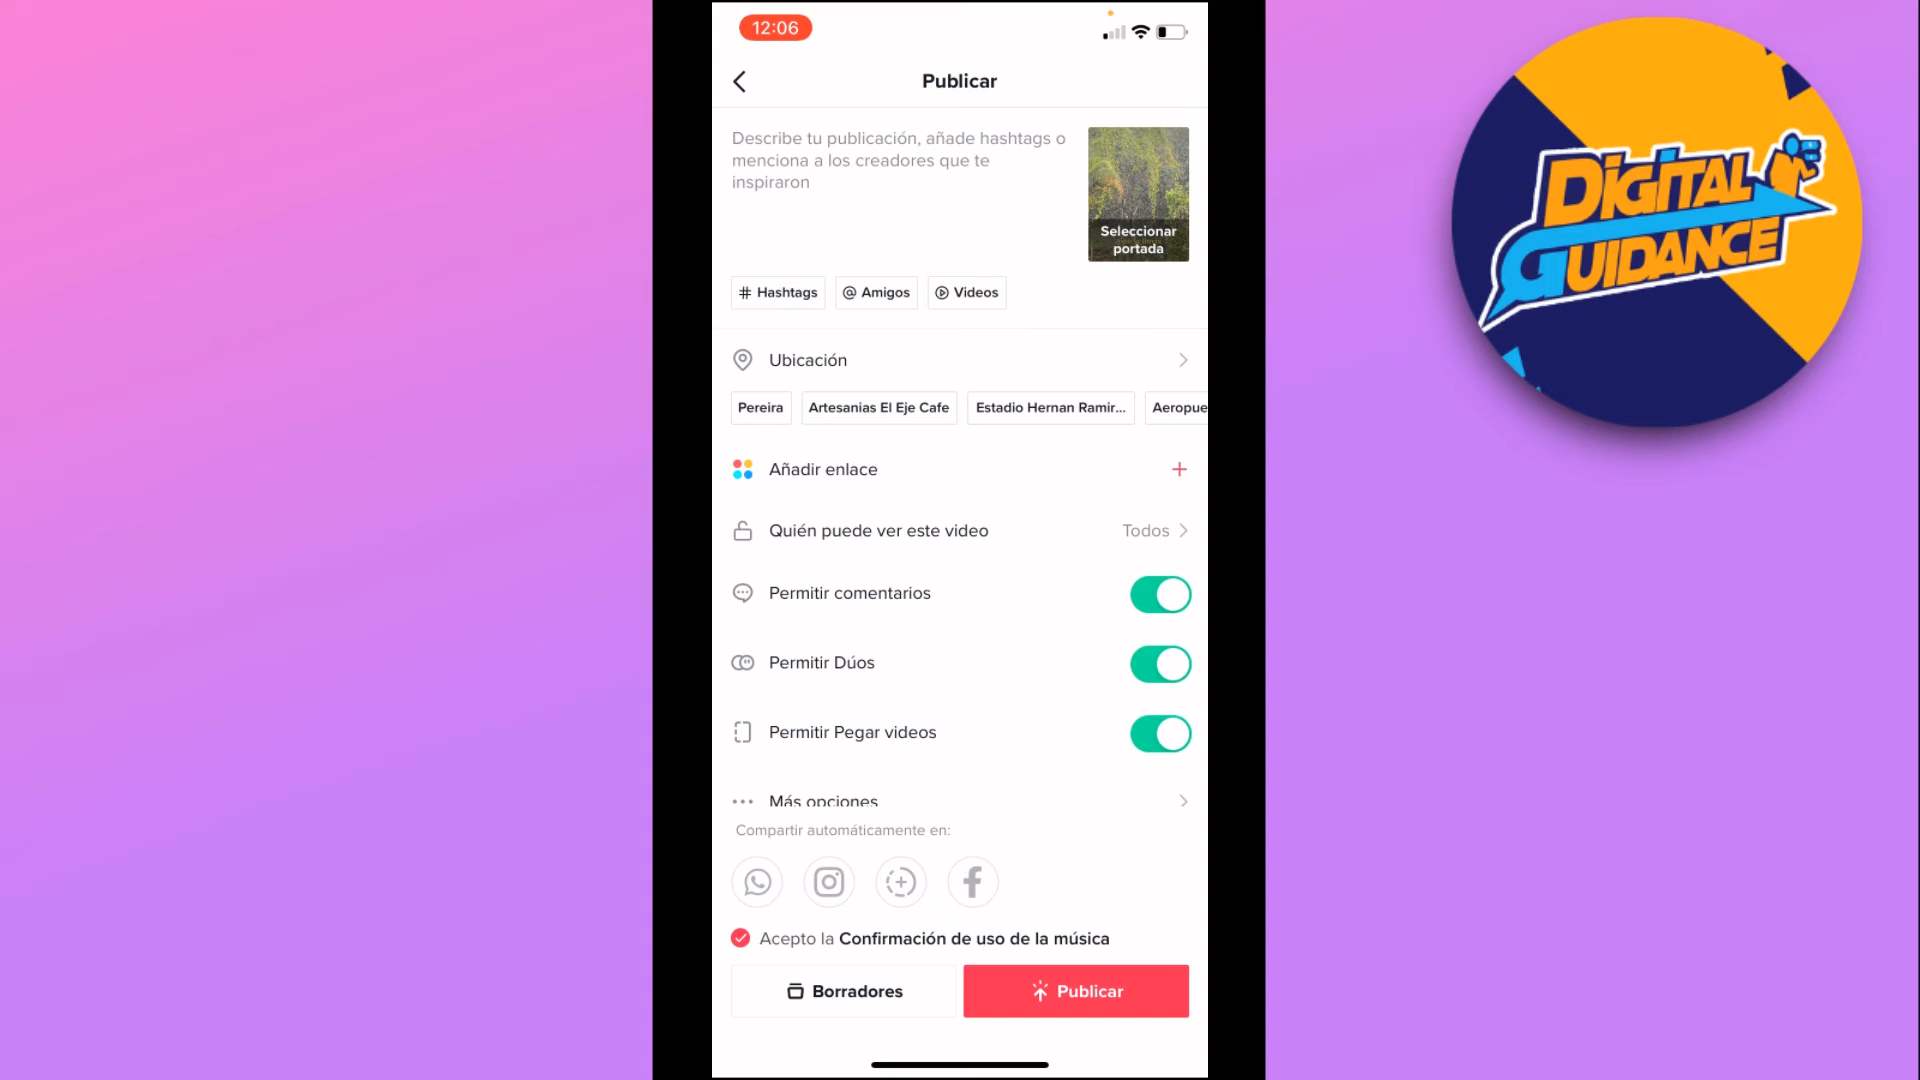 12:06
Publicar
Describe tu publicación, añade hashtags o
menciona a los creadores que te
inspiraron
Seleccionar
portada
# Hashtags
@ Amigos
Videos
Ubicación
Pereira
Artesanias El Eje Cafe
Estadio Hernan Ramir...
Aeropue
Añadir enlace
Quién puede ver este video
Todos
Permitir comentarios
Permitir Dúos
Permitir Pegar videos
Más opciones
Compartir automáticamente en:
Acepto la Confirmación de uso de la música
Borradores
Publicar
DIGITAL
GUIDANCE